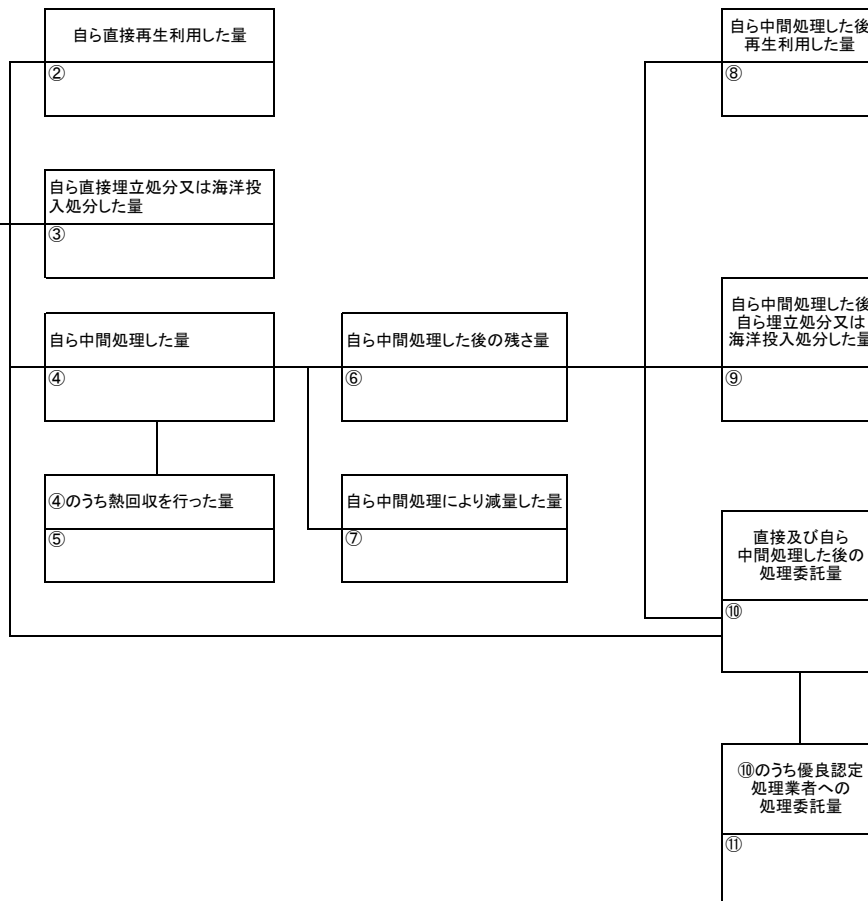 自ら直接再生利用した量
②
自ら直接埋立処分又は海洋投
入処分した量
③
自ら中間処理した量
④
④のうち熱回収を行った量
⑤
自ら中間処理した後の残さ量
⑥
自ら中間処理により減量した量
⑦
自ら中間処理した後
再生利用した量
⑧
自ら中間処理した後
自ら埋立処分又は
海洋投入処分した量
⑨
直接及び自ら
中間処理した後の
処理委託量
⑩
⑩のうち優良認定
処理業者への
処理委託量
⑪